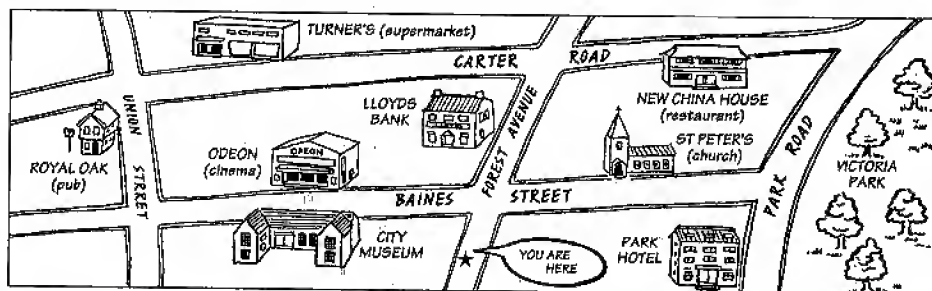 TURNER'S (supermarket)
CARTER ROAD
UNION STREET
LLOYDS
BANK
FOREST AVENUE
NEW CHINA HOUSE
(restaurant)
ROYAL OAK
(pub)
ODEON
(cinema)
ODEON
ST PETER'S
(church)
PARK ROAD
VICTORIA
PARK
BAINES STREET
CITY
MUSEUM
YOU ARE
HERE
PARK
HOTEL